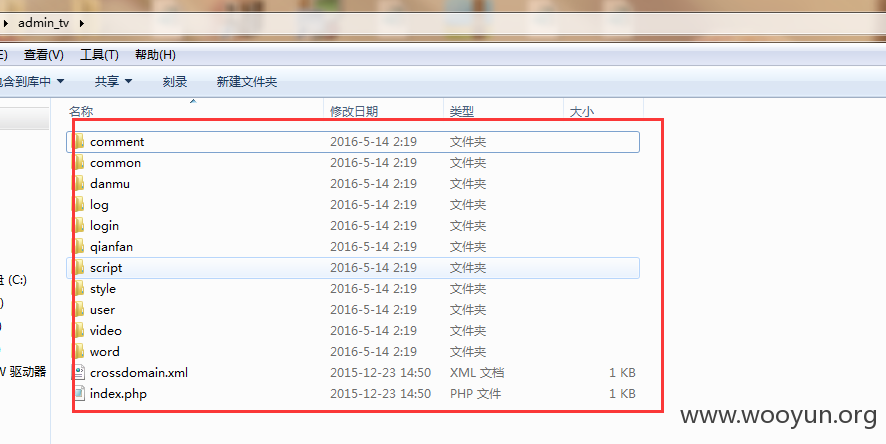 admin_tv
E) 查看(V) 工具(T) 帮助(H)
含到库中 共享 刻录 新建文件夹
名称 修改日期 类型 大小
comment 2016-5-14 2:19 文件夹
common 2016-5-14 2:19 文件夹
danmu 2016-5-14 2:19 文件夹
log 2016-5-14 2:19 文件夹
login 2016-5-14 2:19 文件夹
qianfan 2016-5-14 2:19 文件夹
script 2016-5-14 2:19 文件夹
style 2016-5-14 2:19 文件夹
user 2016-5-14 2:19 文件夹
video 2016-5-14 2:19 文件夹
word 2016-5-14 2:19 文件夹
crossdomain.xml 2015-12-23 14:50 XML 文档 1 KB
index.php 2015-12-23 14:50 PHP 文件 1 KB
(C:)
)
)
W 驱动器
www.wooyun.org